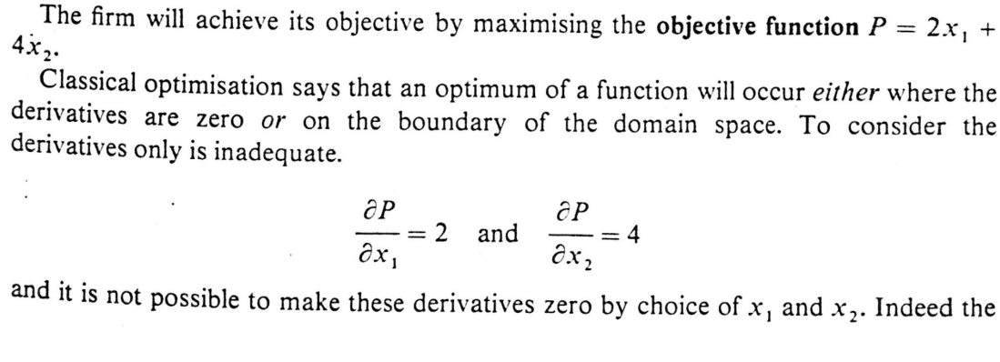 The firm will achieve its objective by maximising the objective function P = 2x₁ +
4x₂.
Classical optimisation says that an optimum of a function will occur either where the
derivatives are zero or on the boundary of the domain space. To consider the
derivatives only is inadequate.
∂P/∂x₁ = 2 and ∂P/∂x₂ = 4
and it is not possible to make these derivatives zero by choice of x₁ and x₂. Indeed the